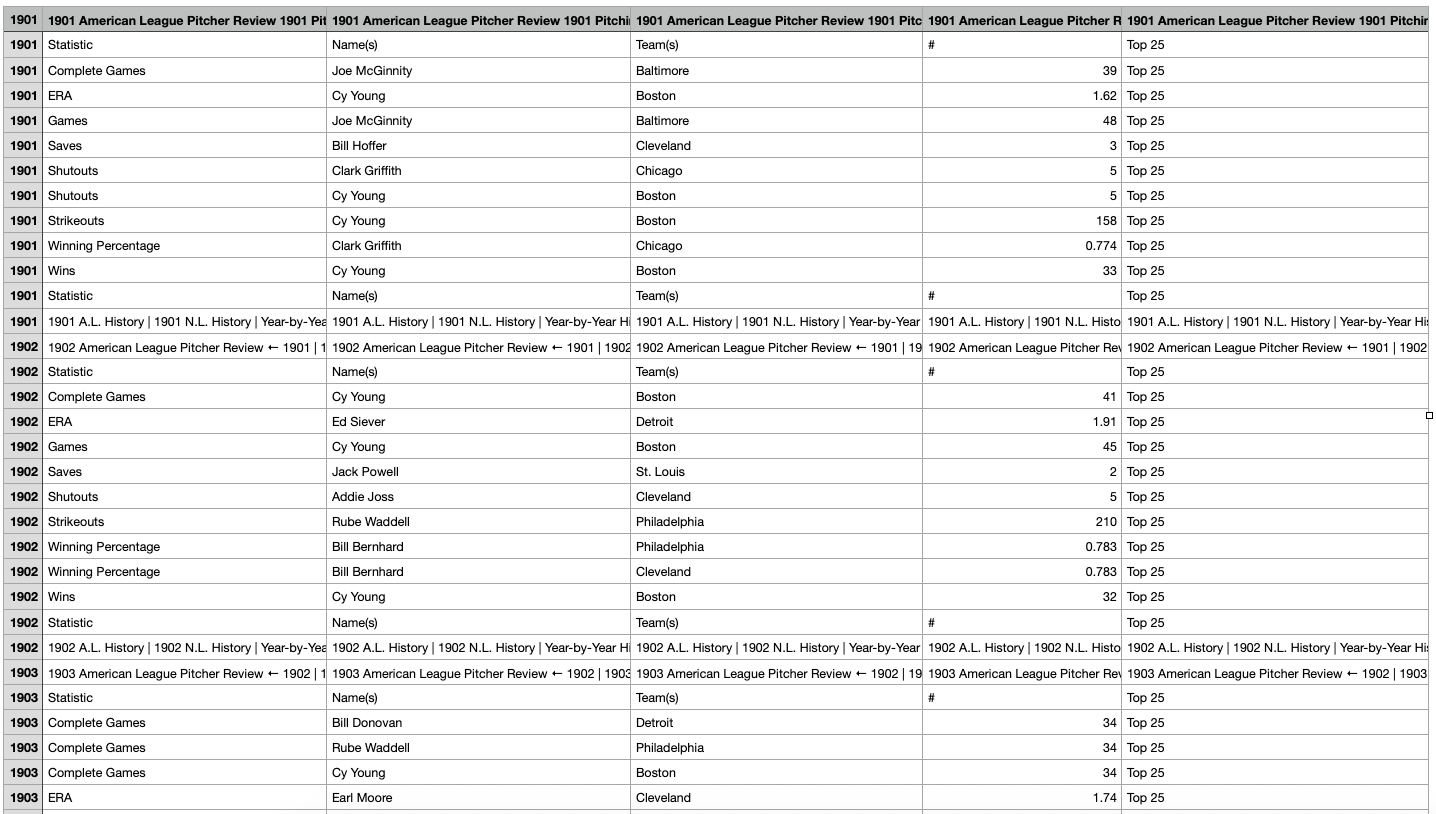 1901 1901 American League Pitcher Review 1901 Pit 1901 American League Pitcher Review 1901 Pitchi 1901 American League Pitcher Review 1901 Pitc 1901 American League Pitcher R 1901 American League Pitcher Review 1901 Pitchin
1901 Statistic Name(s) Team(s) # Top 25
1901 Complete Games Joe McGinnity Baltimore 39 Top 25
1901 ERA Cy Young Boston 1.62 Top 25
1901 Games Joe McGinnity Baltimore 48 Top 25
1901 Saves Bill Hoffer Cleveland 3 Top 25
1901 Shutouts Clark Griffith Chicago 5 Top 25
1901 Shutouts Cy Young Boston 5 Top 25
1901 Strikeouts Cy Young Boston 158 Top 25
1901 Winning Percentage Clark Griffith Chicago 0.774 Top 25
1901 Wins Cy Young Boston 33 Top 25
1901 Statistic Name(s) Team(s) # Top 25
1901 1901 A.L. History | 1901 N.L. History | Year-by-Yea 1901 A.L. History | 1901 N.L. History | Year-by-Year Hi 1901 A.L. History | 1901 N.L. History | Year-by-Year 1901 A.L. History | 1901 N.L. Histo 1901 A.L. History | 1901 N.L. History | Year-by-Year His
1902 1902 American League Pitcher Review ← 1901 | 1 1902 American League Pitcher Review ← 1901 | 1902 1902 American League Pitcher Review ← 1901 | 19 1902 American League Pitcher Rev 1902 American League Pitcher Review ← 1901 | 1902
1902 Statistic Name(s) Team(s) # Top 25
1902 Complete Games Cy Young Boston 41 Top 25
1902 ERA Ed Siever Detroit 1.91 Top 25
1902 Games Cy Young Boston 45 Top 25
1902 Saves Jack Powell St. Louis 2 Top 25
1902 Shutouts Addie Joss Cleveland 5 Top 25
1902 Strikeouts Rube Waddell Philadelphia 210 Top 25
1902 Winning Percentage Bill Bernhard Philadelphia 0.783 Top 25
1902 Winning Percentage Bill Bernhard Cleveland 0.783 Top 25
1902 Wins Cy Young Boston 32 Top 25
1902 Statistic Name(s) Team(s) # Top 25
1902 1902 A.L. History | 1902 N.L. History | Year-by-Yea 1902 A.L. History | 1902 N.L. History | Year-by-Year Hi 1902 A.L. History | 1902 N.L. History | Year-by-Year 1902 A.L. History | 1902 N.L. Histo 1902 A.L. History | 1902 N.L. History | Year-by-Year His
1903 1903 American League Pitcher Review ← 1902 | 1 1903 American League Pitcher Review ← 1902 | 1903 1903 American League Pitcher Review ← 1902 | 19 1903 American League Pitcher Rev 1903 American League Pitcher Review ← 1902 | 1903
1903 Statistic Name(s) Team(s) # Top 25
1903 Complete Games Bill Donovan Detroit 34 Top 25
1903 Complete Games Rube Waddell Philadelphia 34 Top 25
1903 Complete Games Cy Young Boston 34 Top 25
1903 ERA Earl Moore Cleveland 1.74 Top 25